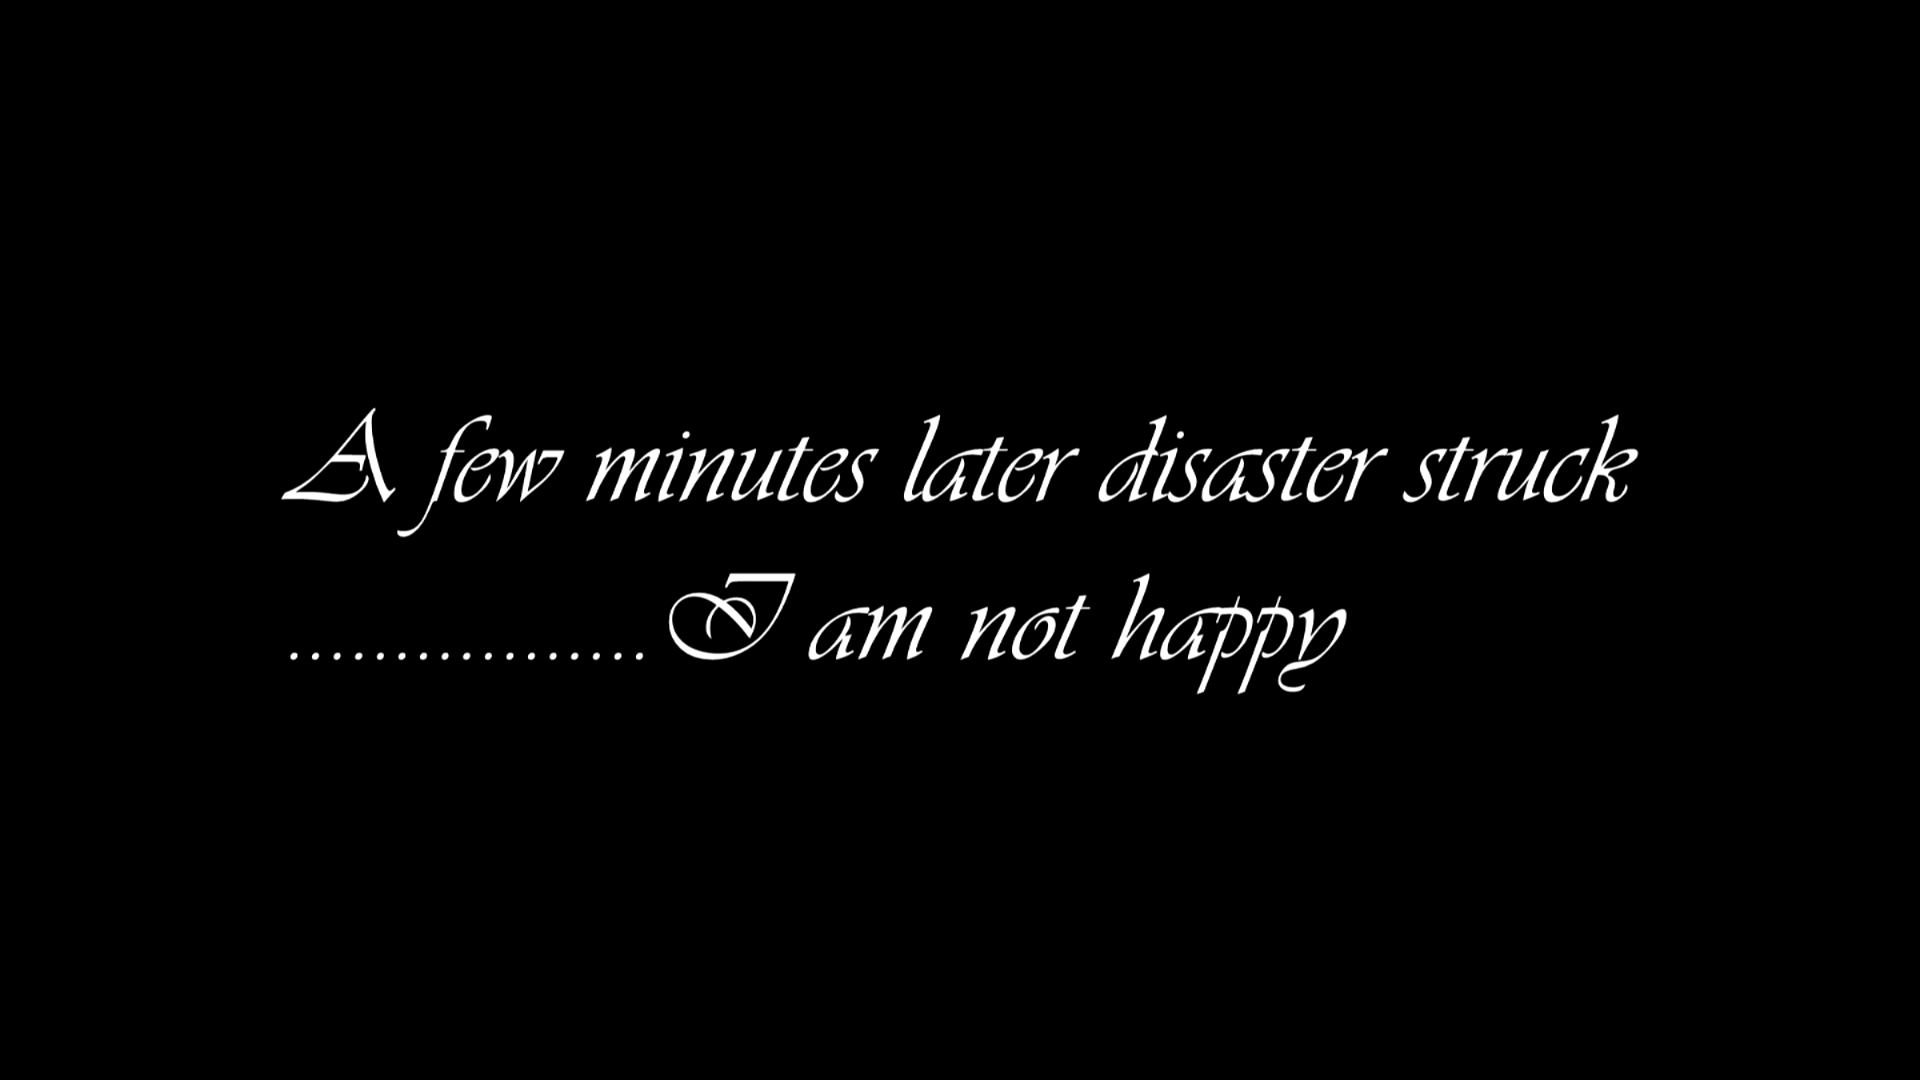 A few minutes later disaster struck
.................I am not happy